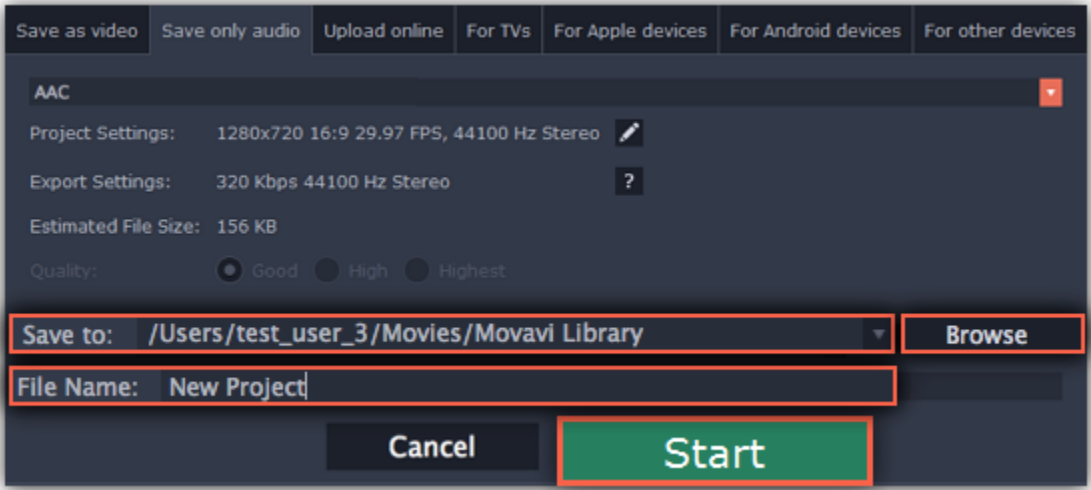 Save as video Save only audio Upload online For TVs For Apple devices For Android devices For other devices
AAC
Project Settings: 1280x720 16:9 29.97 FPS, 44100 Hz Stereo
Export Settings: 320 Kbps 44100 Hz Stereo ?
Estimated File Size: 156 KB
Quality: Good High Highest
Save to: /Users/test_user_3/Movies/Movavi Library Browse
File Name: New Project
Cancel Start